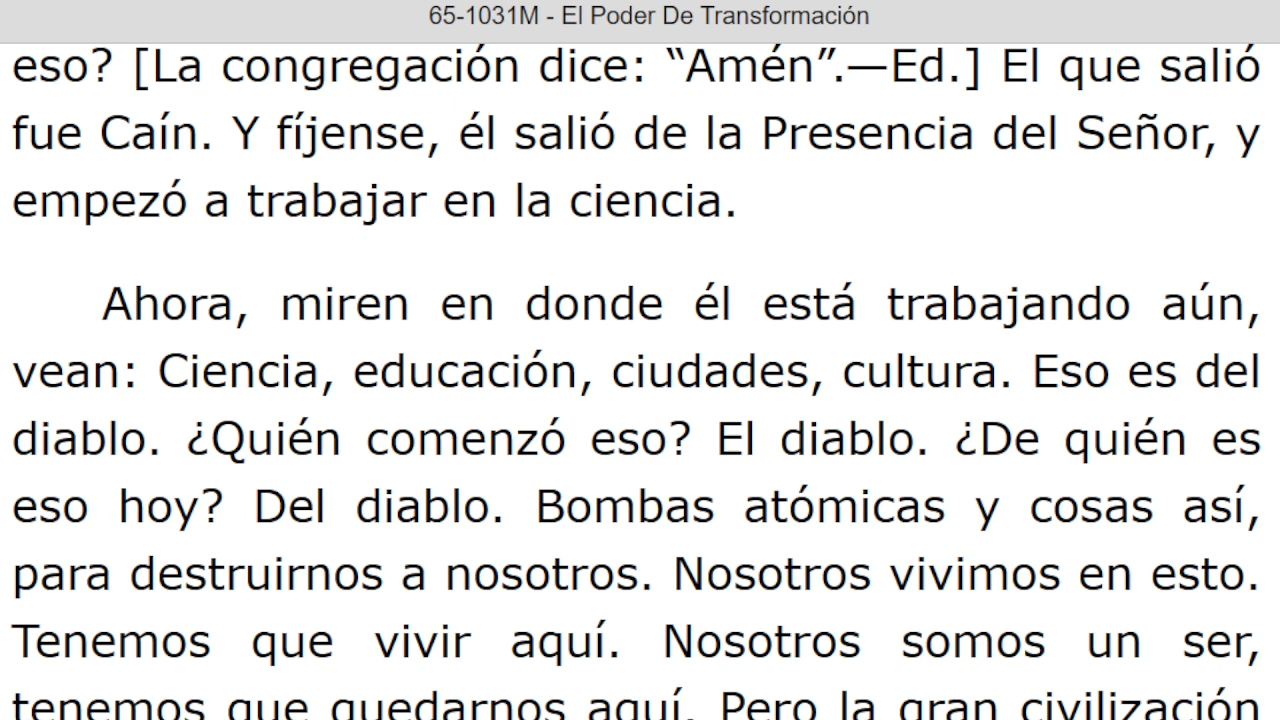 65-1031M - El Poder De Transformación
eso? [La congregación dice: “Amén”.—Ed.] El que salió
fue Caín. Y fíjense, él salió de la Presencia del Señor, y
empezó a trabajar en la ciencia.
Ahora, miren en donde él está trabajando aún,
vean: Ciencia, educación, ciudades, cultura. Eso es del
diablo. ¿Quién comenzó eso? El diablo. ¿De quién es
eso hoy? Del diablo. Bombas atómicas y cosas así,
para destruirnos a nosotros. Nosotros vivimos en esto.
Tenemos que vivir aquí. Nosotros somos un ser,
tenemos que quedarnos aquí. Pero la gran civilización